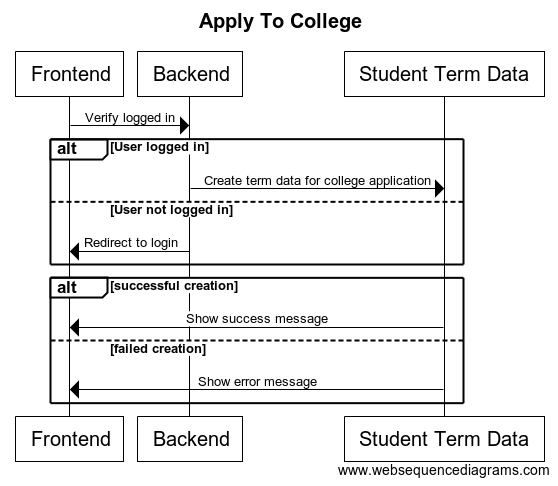 Apply To College
Frontend Backend Student Term Data
Verify logged in
alt [User logged in]
Create term data for college application
[User not logged in]
Redirect to login
alt [successful creation]
Show success message
[failed creation]
Show error message
Frontend Backend Student Term Data
www.websequencediagrams.com